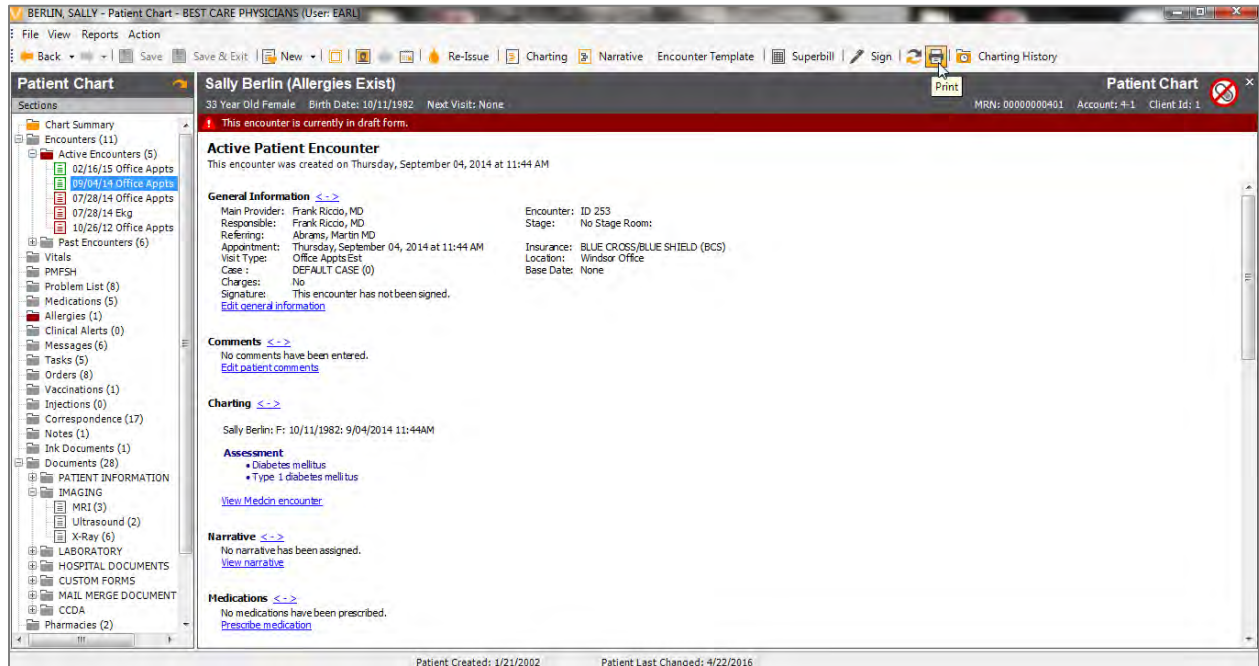 BERLIN, SALLY - Patient Chart - BEST CARE PHYSICIANS (User: EARL)
File View Reports Action
Back Save Save & Exit New Re-Issue Charting Narrative Encounter Template Superbill Sign Charting History
Print
Patient Chart
Sections
Chart Summary
Encounters (11)
Active Encounters (5)
02/16/15 Office Appts
09/04/14 Office Appts
07/28/14 Office Appts
07/28/14 Ekg
10/26/12 Office Appts
Past Encounters (6)
Vitals
PMFSH
Problem List (8)
Medications (5)
Allergies (1)
Clinical Alerts (0)
Messages (6)
Tasks (5)
Orders (8)
Vaccinations (1)
Injections (0)
Correspondence (17)
Notes (1)
Ink Documents (1)
Documents (28)
PATIENT INFORMATION
IMAGING
MRI (3)
Ultrasound (2)
X-Ray (6)
LABORATORY
HOSPITAL DOCUMENTS
CUSTOM FORMS
MAIL MERGE DOCUMENT
CCDA
Pharmacies (2)
Sally Berlin (Allergies Exist) Patient Chart
33 Year Old Female Birth Date: 10/11/1982 Next Visit: None MRN: 00000000401 Account: 4-1 Client Id: 1
This encounter is currently in draft form.
Active Patient Encounter
This encounter was created on Thursday, September 04, 2014 at 11:44 AM
General Information < - >
Main Provider: Frank Riccio, MD Encounter: ID 253
Responsible: Frank Riccio, MD Stage: No Stage Room:
Referring: Abrams, Martin MD
Appointment: Thursday, September 04, 2014 at 11:44 AM Insurance: BLUE CROSS/BLUE SHIELD (BCS)
Visit Type: Office Appts Est Location: Windsor Office
Case : DEFAULT CASE (0) Base Date: None
Charges: No
Signature: This encounter has not been signed.
Edit general information
Comments < - >
No comments have been entered.
Edit patient comments
Charting < - >
Sally Berlin: F: 10/11/1982: 9/04/2014 11:44AM
Assessment
• Diabetes mellitus
• Type 1 diabetes mellitus
View Medcin encounter
Narrative < - >
No narrative has been assigned.
View narrative
Medications < - >
No medications have been prescribed.
Prescribe medication
Patient Created: 1/21/2002 Patient Last Changed: 4/22/2016